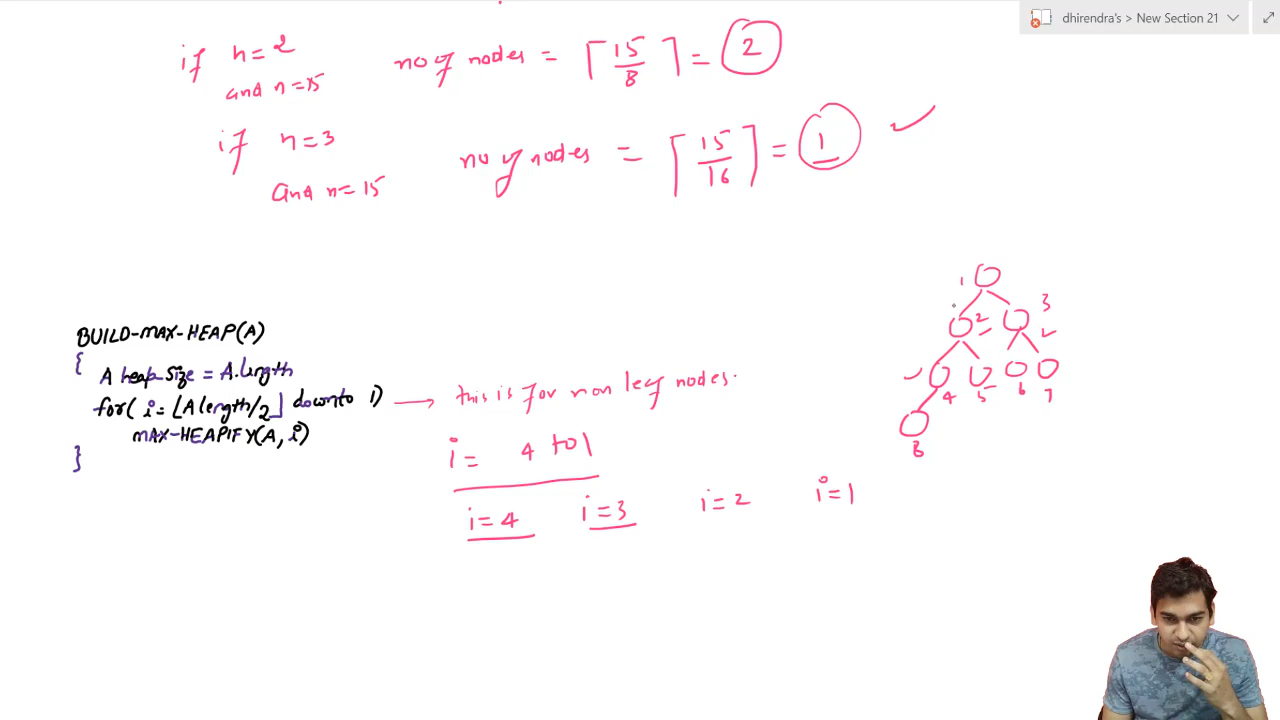 dhirendra's > New Section 21
if h=2 no of nodes = ⌈15/8⌉ = 2
and n=15
if h=3
no of nodes = ⌈15/16⌉ = 1 ✓
and n=15
BUILD-MAX-HEAP(A)
{
A heap_size = A.length
for( i= ⌊A length/2⌋ downto 1) → this is for non leaf nodes.
MAX-HEAPIFY(A, i)
}
i= 4 to 1
i=4 i=3 i=2 i=1
1
2 3
4 5 6 7
8